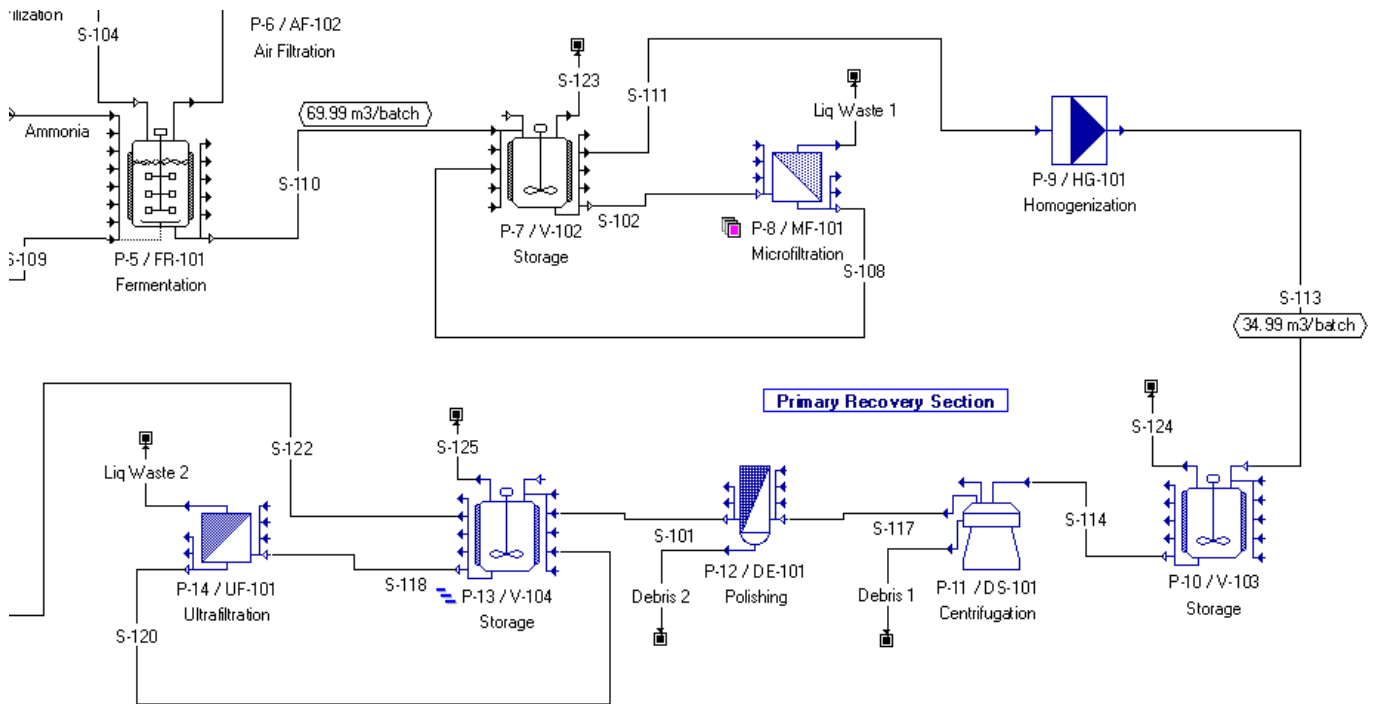 ilization
P-6 / AF-102
Air Filtration
S-104
S-123
S-111
Liq Waste 1
69.99 m3/batch
Ammonia
S-110
S-102
P-9 / HG-101
Homogenization
P-7 / V-102
Storage
P-8 / MF-101
Microfiltration
S-109
P-5 / FR-101
Fermentation
S-108
S-113
34.99 m3/batch
Primary Recovery Section
S-124
S-125
S-122
Liq Waste 2
S-101
S-117
S-114
S-118
P-14 / UF-101
Ultrafiltration
P-13 / V-104
Storage
P-12 / DE-101
Polishing
P-11 / DS-101
Centrifugation
P-10 / V-103
Storage
Debris 2
Debris 1
S-120